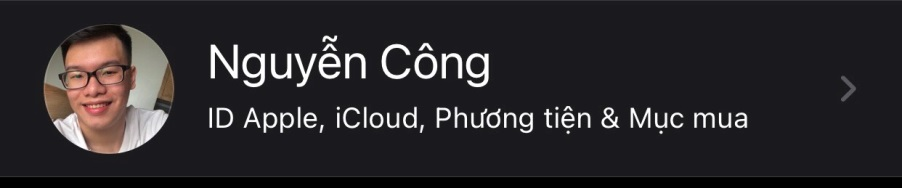 Nguyễn Công
ID Apple, iCloud, Phương tiện & Mục mua